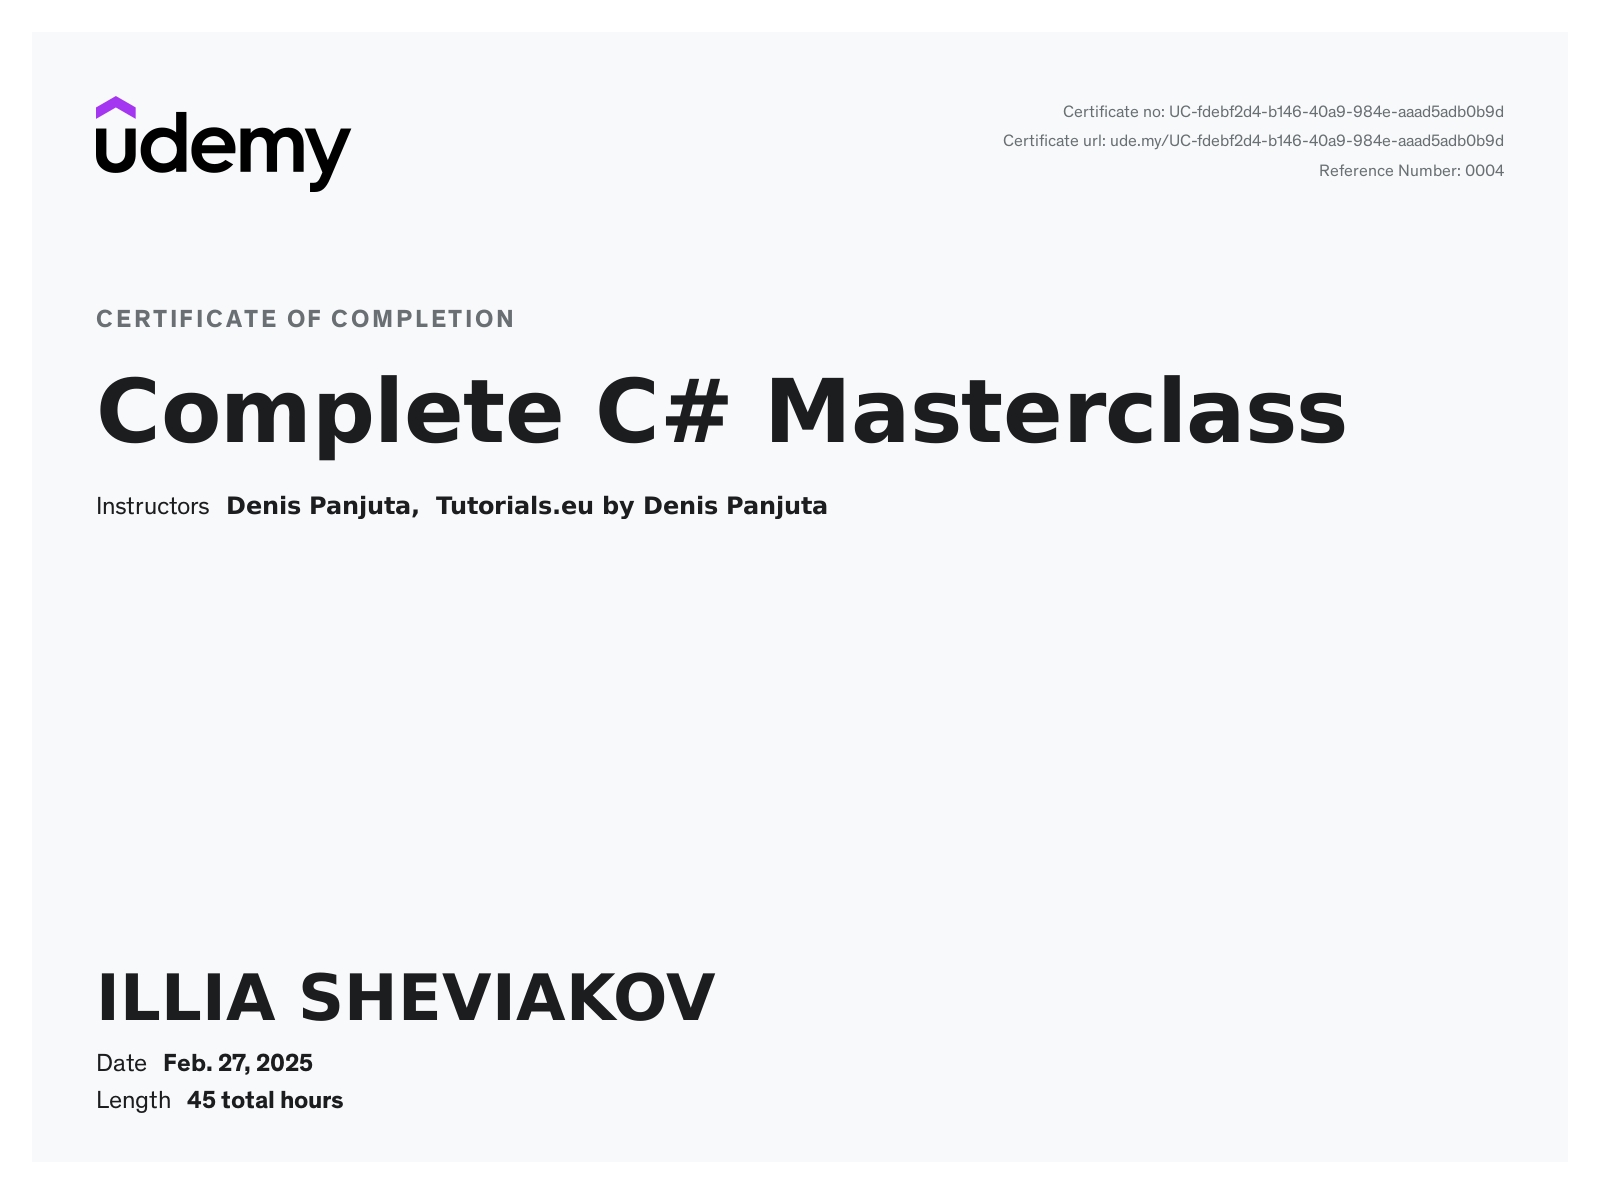 udemy
Certificate no: UC-fdebf2d4-b146-40a9-984e-aaad5adb0b9d
Certificate url: ude.my/UC-fdebf2d4-b146-40a9-984e-aaad5adb0b9d
Reference Number: 0004
CERTIFICATE OF COMPLETION
Complete C# Masterclass
Instructors Denis Panjuta, Tutorials.eu by Denis Panjuta
ILLIA SHEVIAKOV
Date Feb. 27, 2025
Length 45 total hours